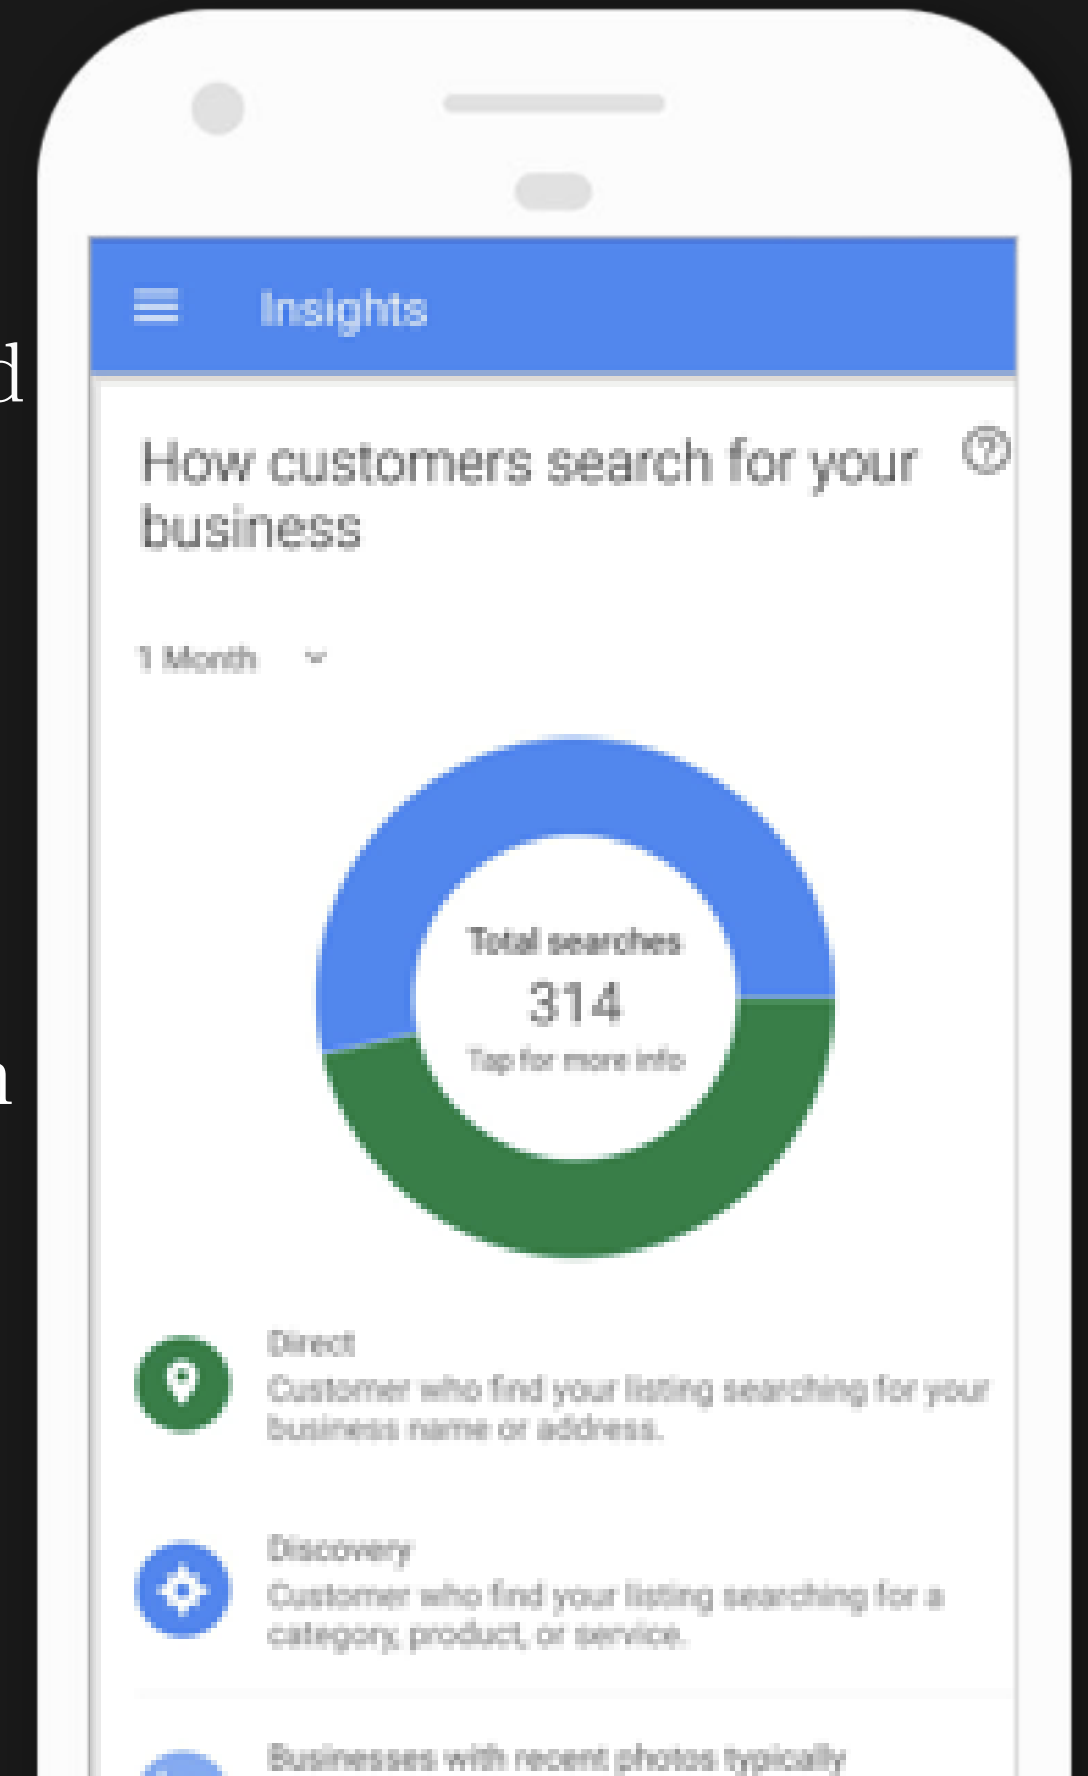 Insights
d
How customers search for your
business
1 Month
Total searches
314
Tap for more info
n
Direct
Customer who find your listing searching for your
business name or address.
Discovery
Customer who find your listing searching for a
category, product, or service.
Businesses with recent photos typically